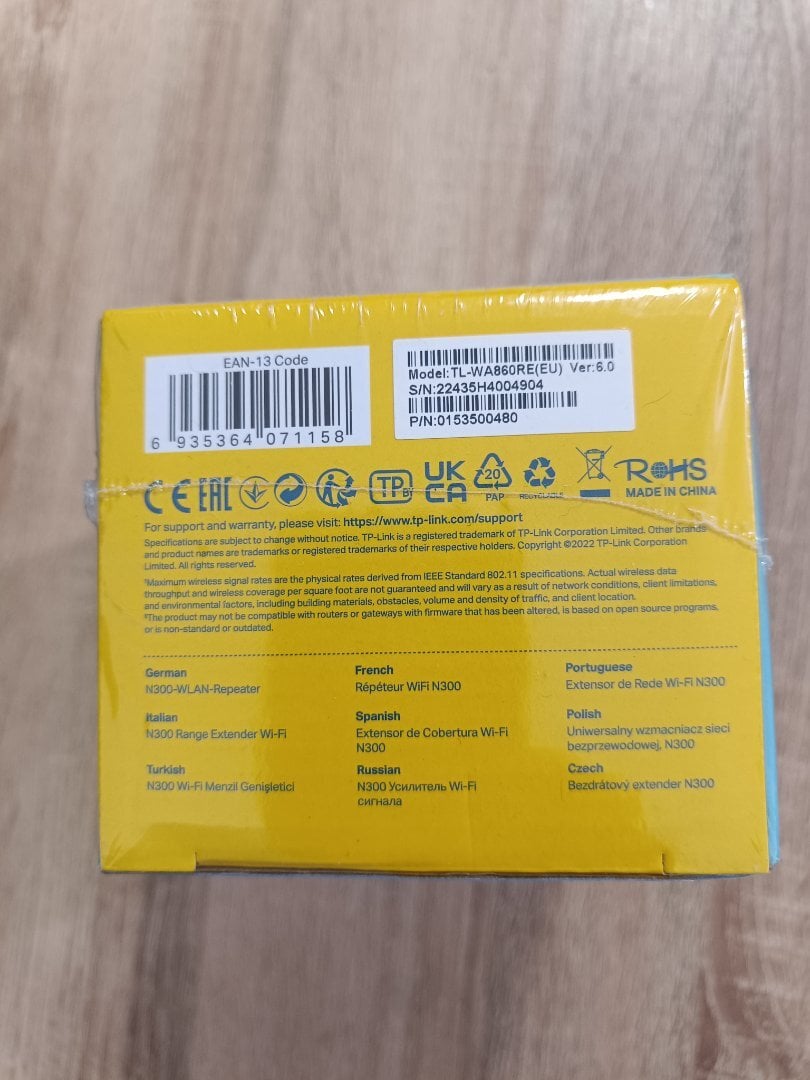 EAN-13 Code
6 935364 071158
Model:TL-WA860RE(EU) Ver:6.0
S/N:22435H4004904
P/N:0153500480
CE EAC TP UK CA 20 PAP RECYCLABLE RoHS
MADE IN CHINA
For support and warranty, please visit: https://www.tp-link.com/support
Specifications are subject to change without notice. TP-Link is a registered trademark of TP-Link Corporation Limited. Other brands
and product names are trademarks or registered trademarks of their respective holders. Copyright ©2022 TP-Link Corporation
Limited. All rights reserved.
Maximum wireless signal rates are the physical rates derived from IEEE Standard 802.11 specifications. Actual wireless data
throughput and wireless coverage per square foot are not guaranteed and will vary as a result of network conditions, client limitations,
and environmental factors, including building materials, obstacles, volume and density of traffic, and client location.
The product may not be compatible with routers or gateways with firmware that has been altered, is based on open source programs,
or is non-standard or outdated.
German
N300-WLAN-Repeater
French
Répéteur WiFi N300
Portuguese
Extensor de Rede Wi-Fi N300
Italian
N300 Range Extender Wi-Fi
Spanish
Extensor de Cobertura Wi-Fi
N300
Polish
Uniwersalny wzmacniacz sieci
bezprzewodowej, N300
Turkish
N300 Wi-Fi Menzil Genişletici
Russian
N300 Усилитель Wi-Fi
сигнала
Czech
Bezdrátový extender N300